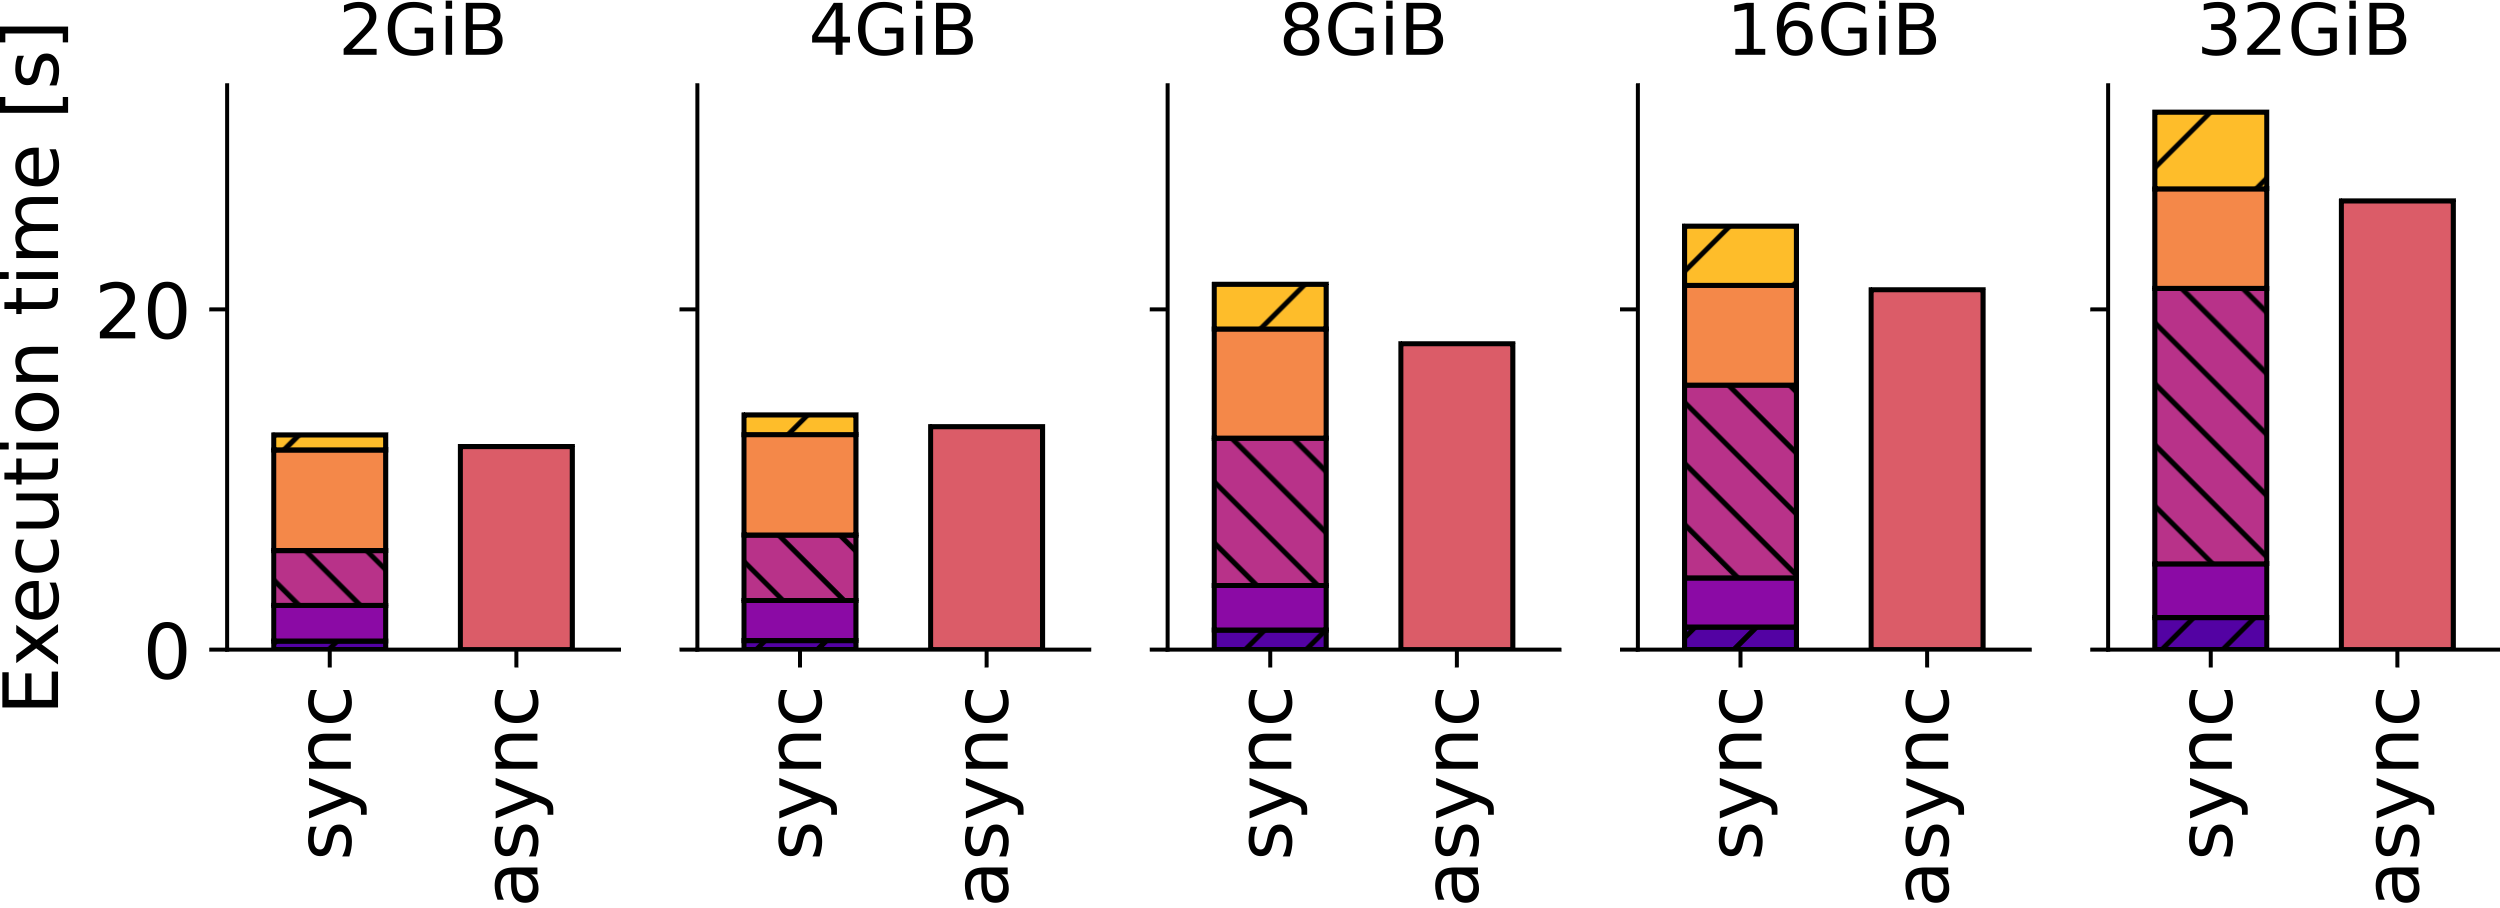 2GiB 4GiB 8GiB 16GiB 32GiB
Execution time [s]
20
0
sync async sync async sync async sync async sync async